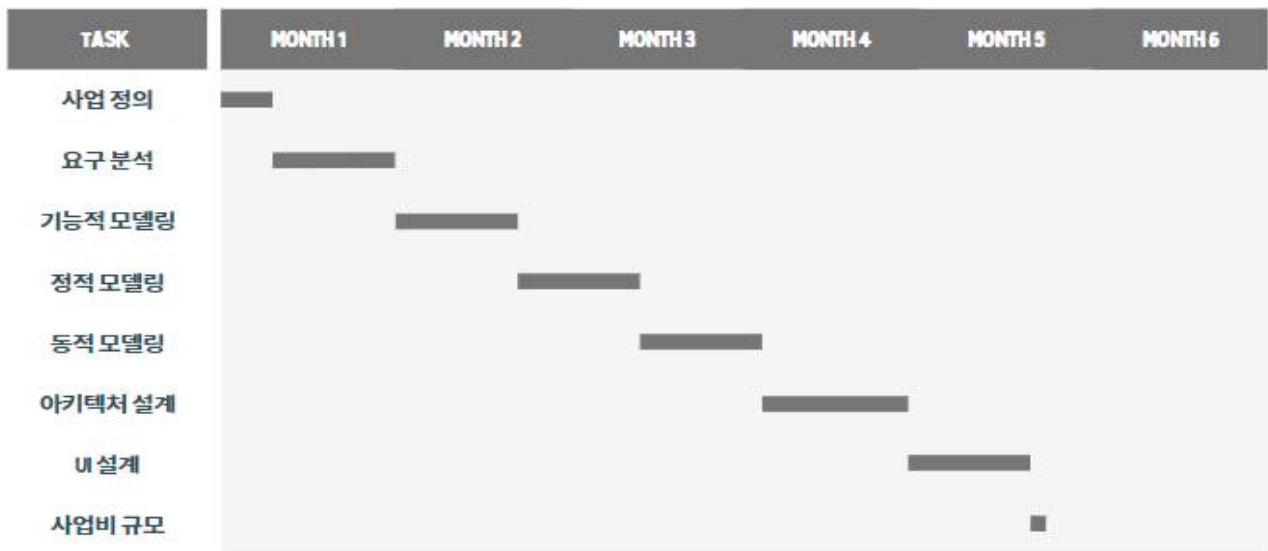 TASK MONTH 1 MONTH 2 MONTH 3 MONTH 4 MONTH 5 MONTH 6
사업 정의
요구 분석
기능적 모델링
정적 모델링
동적 모델링
아키텍처 설계
UI 설계
사업비 규모